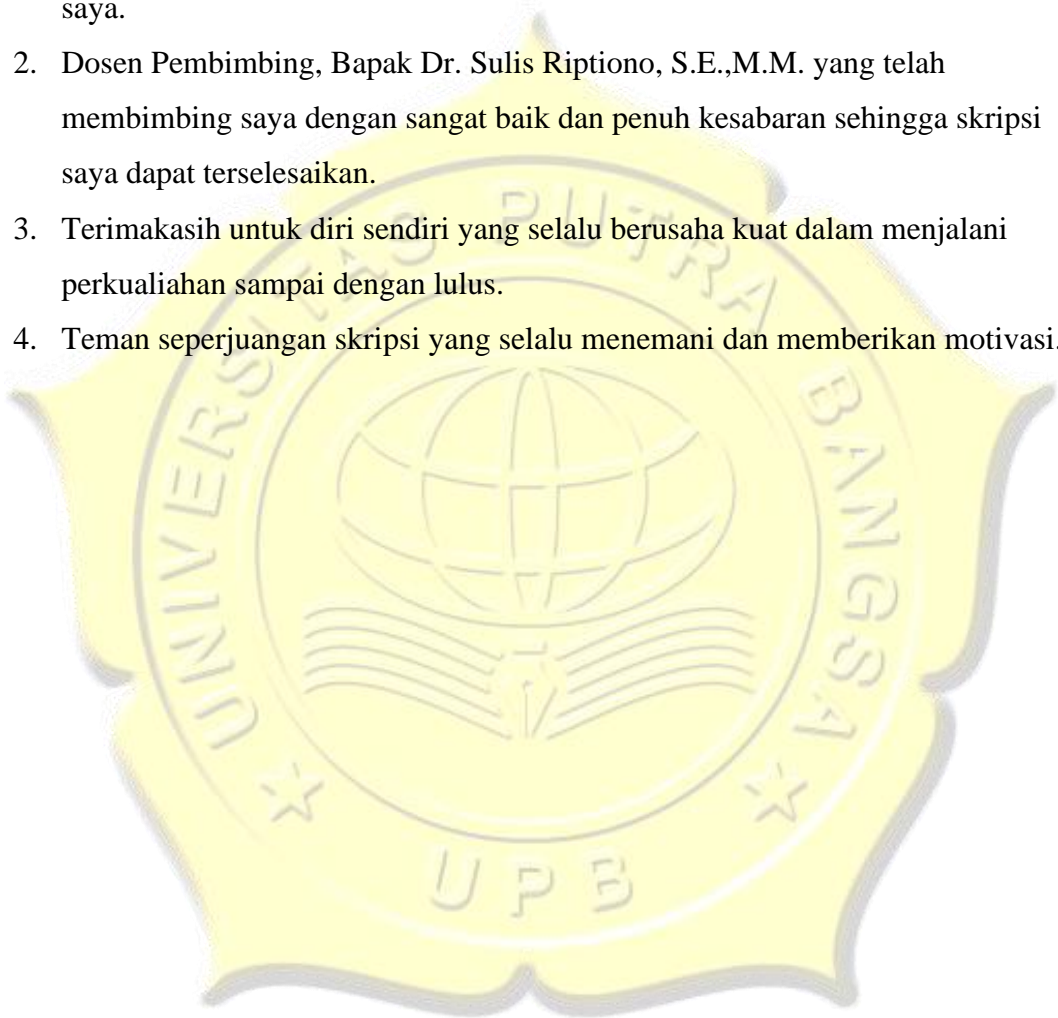 saya.
2. Dosen Pembimbing, Bapak Dr. Sulis Riptiono, S.E.,M.M. yang telah
membimbing saya dengan sangat baik dan penuh kesabaran sehingga skripsi
saya dapat terselesaikan.
3. Terimakasih untuk diri sendiri yang selalu berusaha kuat dalam menjalani
perkualiahan sampai dengan lulus.
4. Teman seperjuangan skripsi yang selalu menemani dan memberikan motivasi.
UNIVERSITAS PUTRA BANGSA
UPB